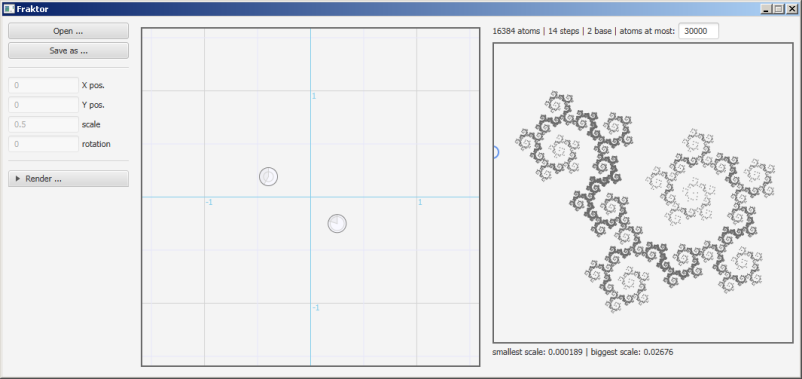 Fraktor
Open ...
Save as ...
0 X pos.
0 Y pos.
0.5 scale
0 rotation
Render ...
1
-1 1
-1
16384 atoms | 14 steps | 2 base | atoms at most: 30000
smallest scale: 0.000189 | biggest scale: 0.02676